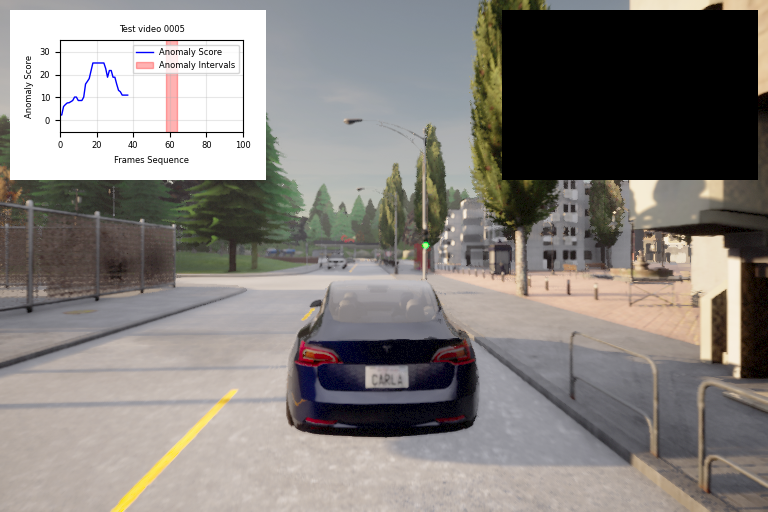 Test video 0005
Anomaly Score
30
20
10
0
Anomaly Score
Anomaly Intervals
0 20 40 60 80 100
Frames Sequence
CARLA